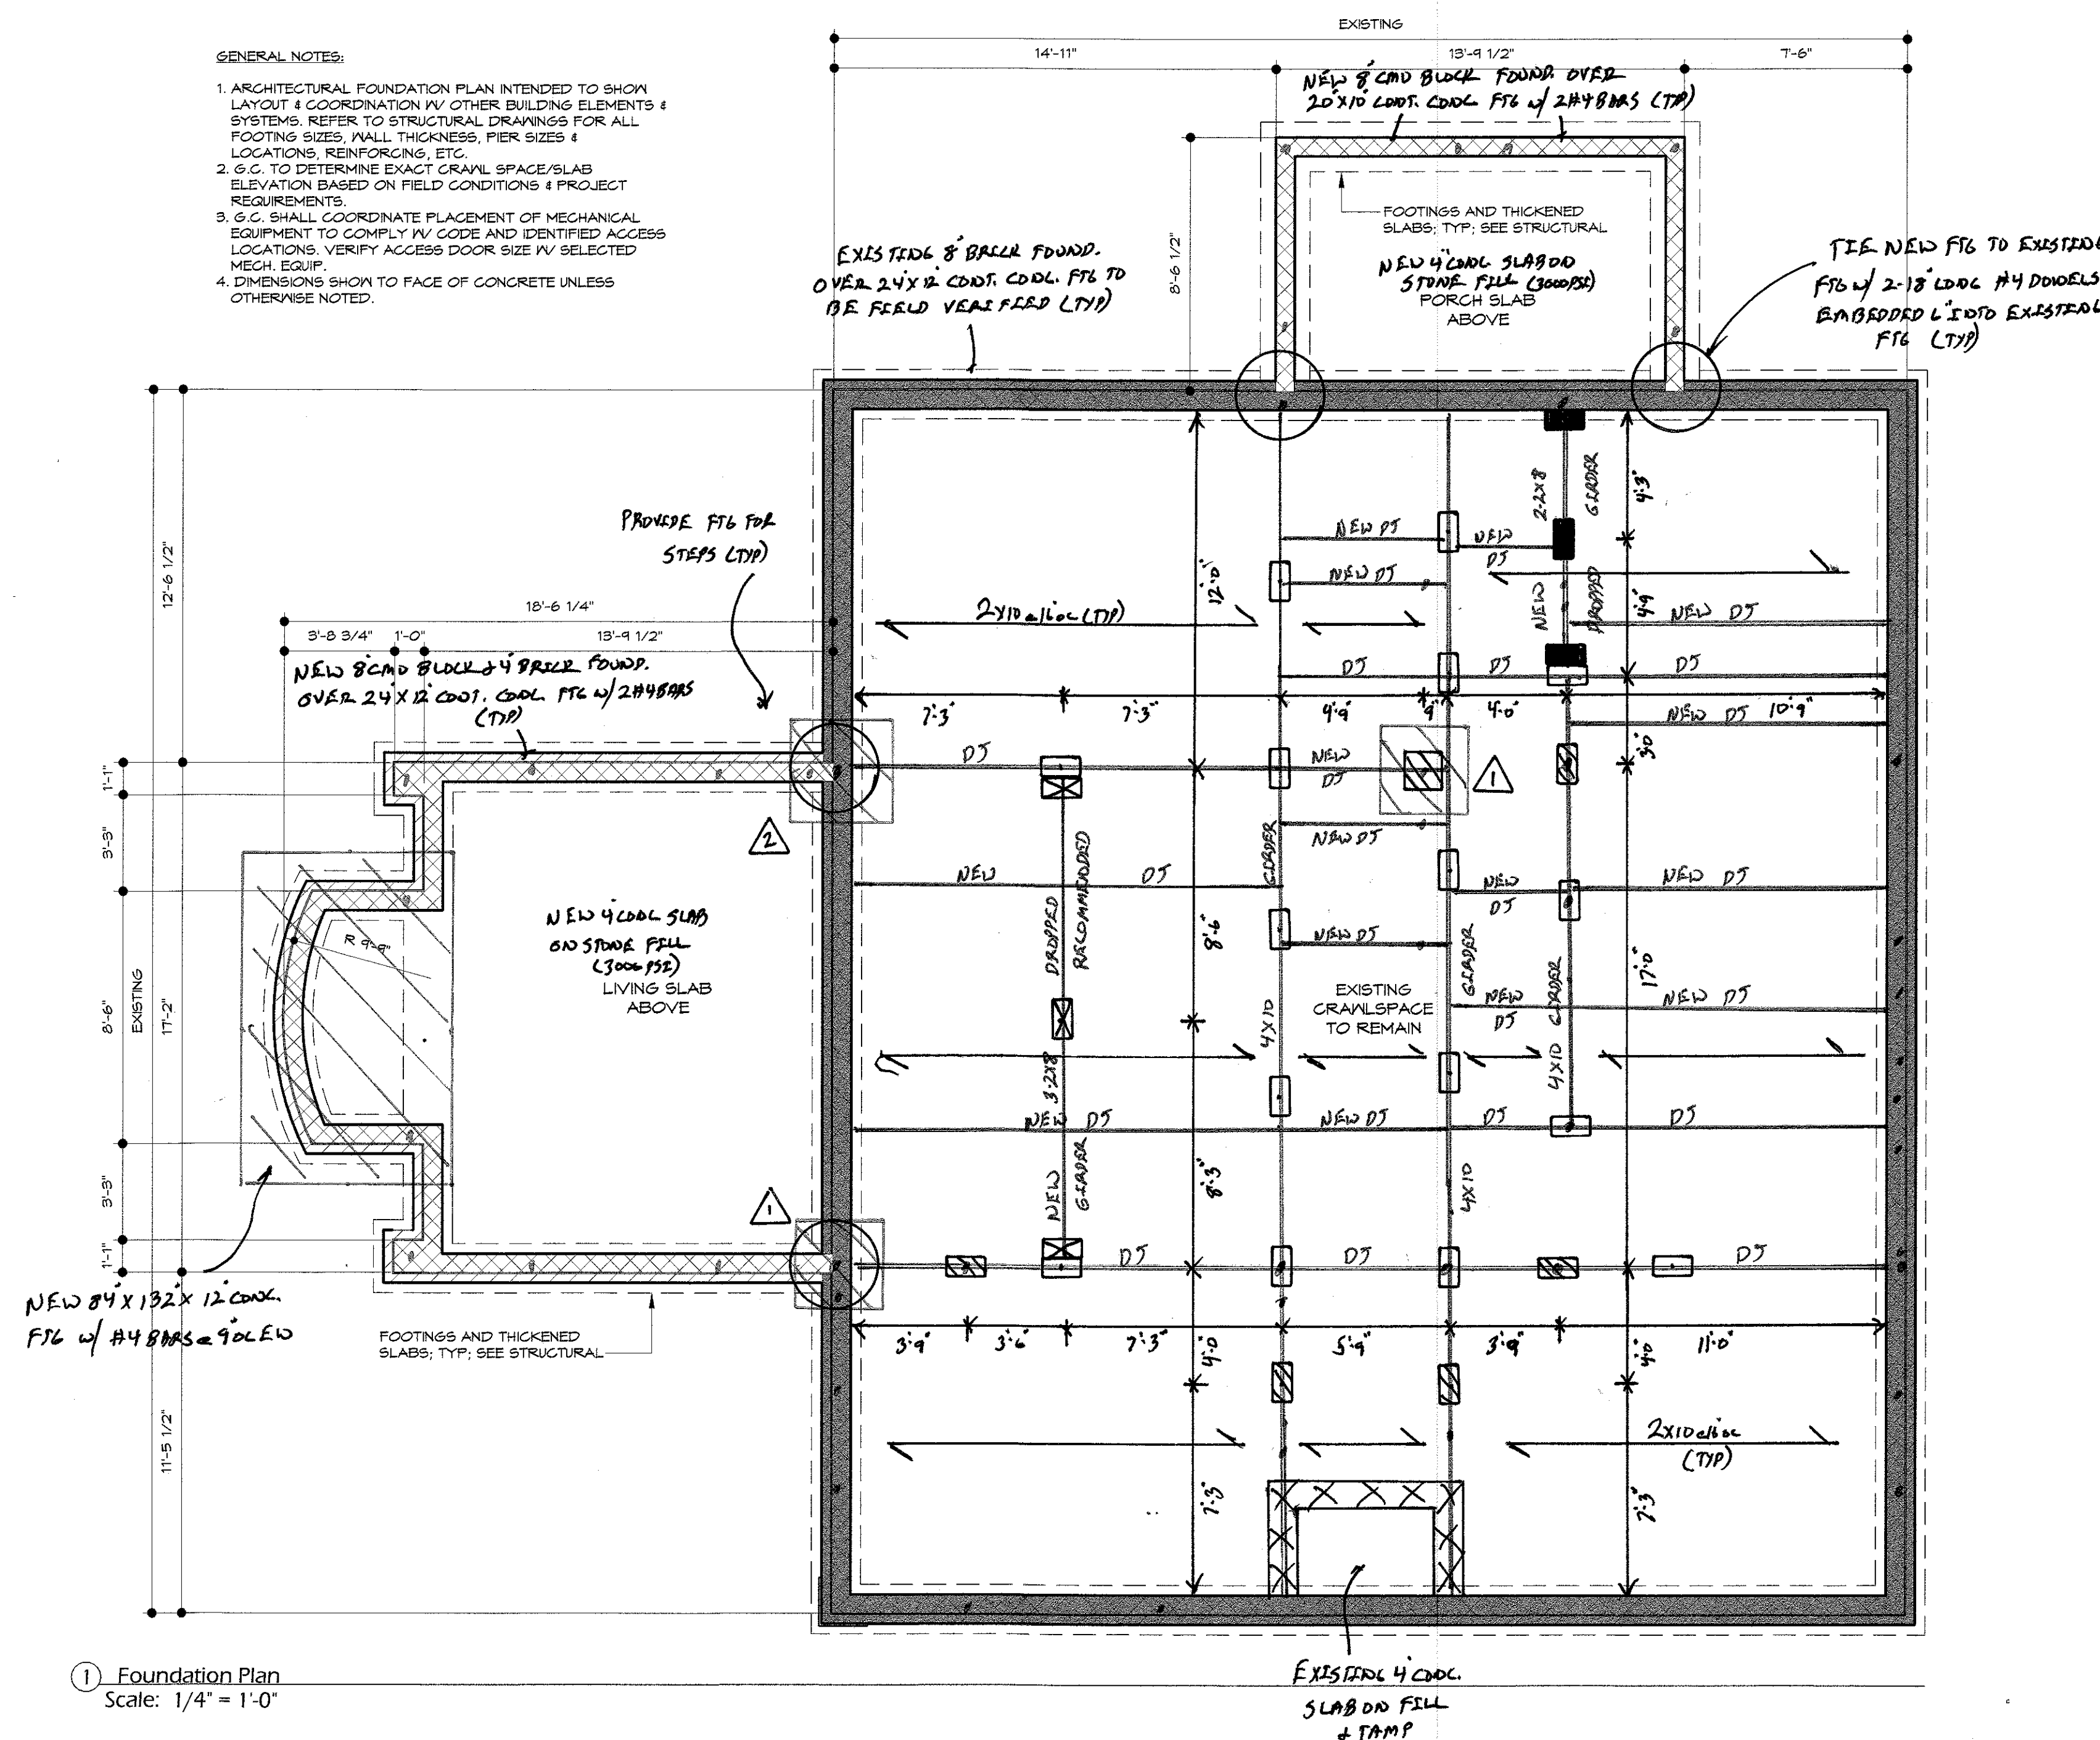 EXISTING
14'-11"
13'-9 1/2"
7'-6"
GENERAL NOTES:
1. ARCHITECTURAL FOUNDATION PLAN INTENDED TO SHOW
LAYOUT & COORDINATION W/ OTHER BUILDING ELEMENTS &
SYSTEMS. REFER TO STRUCTURAL DRAWINGS FOR ALL
FOOTING SIZES, WALL THICKNESS, PIER SIZES &
LOCATIONS, REINFORCING, ETC.
2. G.C. TO DETERMINE EXACT CRAWL SPACE/SLAB
ELEVATION BASED ON FIELD CONDITIONS & PROJECT
REQUIREMENTS.
3. G.C. SHALL COORDINATE PLACEMENT OF MECHANICAL
EQUIPMENT TO COMPLY W/ CODE AND IDENTIFIED ACCESS
LOCATIONS. VERIFY ACCESS DOOR SIZE W/ SELECTED
MECH. EQUIP.
4. DIMENSIONS SHOW TO FACE OF CONCRETE UNLESS
OTHERWISE NOTED.
NEW 8" CMU BLOCK FOUND. OVER
20"X10" CONT. CONC FTG W/ 2#4 BARS (TYP)
8'-6 1/2"
FOOTINGS AND THICKENED
SLABS; TYP; SEE STRUCTURAL
NEW 4" CONC SLAB ON
STONE FILL (3000 PSI)
PORCH SLAB
ABOVE
EXISTING 8" BRICK FOUND.
OVER 24"X12" CONT. CONC. FTG TO
BE FIELD VERIFIED (TYP)
TIE NEW FTG TO EXISTING
FTG W/ 2-18" LONG #4 DOWELS
EMBEDDED 6" INTO EXISTING
FTG (TYP)
PROVIDE FTG FOR
STEPS (TYP)
12'-6 1/2"
18'-6 1/4"
3'-8 3/4"
1'-0"
13'-9 1/2"
NEW 8" CMU BLOCK & 4" BRICK FOUND.
OVER 24"X12" CONT. CONC FTG W/ 2#4 BARS
(TYP)
12'-0"
2X10 @ 16"OC (TYP)
NEW DJ
NEW DJ
NEW
DJ
2-2X8
GIRDER
NEW
DROPPED
4'-3"
4'-9"
NEW DJ
DJ
DJ
DJ
7'-3"
7'-3"
4'-9"
9"
4'-0"
10'-9"
NEW DJ
3'-0"
DJ
NEW
DJ
1
2
NEW DJ
GIRDER
4X10
NEW DJ
DROPPED
RECOMMENDED
NEW 3-2X8
GIRDER
8'-6"
NEW DJ
NEW
DJ
NEW DJ
GIRDER
4X10
17'-0"
NEW
DJ
NEW DJ
4X10 GIRDER
EXISTING
CRAWLSPACE
TO REMAIN
1'-1"
3'-3"
8'-6"
EXISTING
17'-2"
3'-3"
1'-1"
R 9'-9"
NEW 4" CONC SLAB
ON STONE FILL
(3000 PSI)
LIVING SLAB
ABOVE
NEW DJ
NEW DJ
DJ
DJ
8'-3"
1
DJ
DJ
DJ
NEW 84"X132"X12" CONC.
FTG W/ #4 BARS @ 9"OC EW
FOOTINGS AND THICKENED
SLABS; TYP; SEE STRUCTURAL
3'-9"
3'-6"
7'-3"
4'-0"
5'-9"
3'-9"
4'-0"
11'-0"
11'-5 1/2"
2X10 @ 16"OC
(TYP)
7'-3"
7'-3"
1 Foundation Plan
Scale: 1/4" = 1'-0"
EXISTING 4" CONC.
SLAB ON FILL
& TAMP